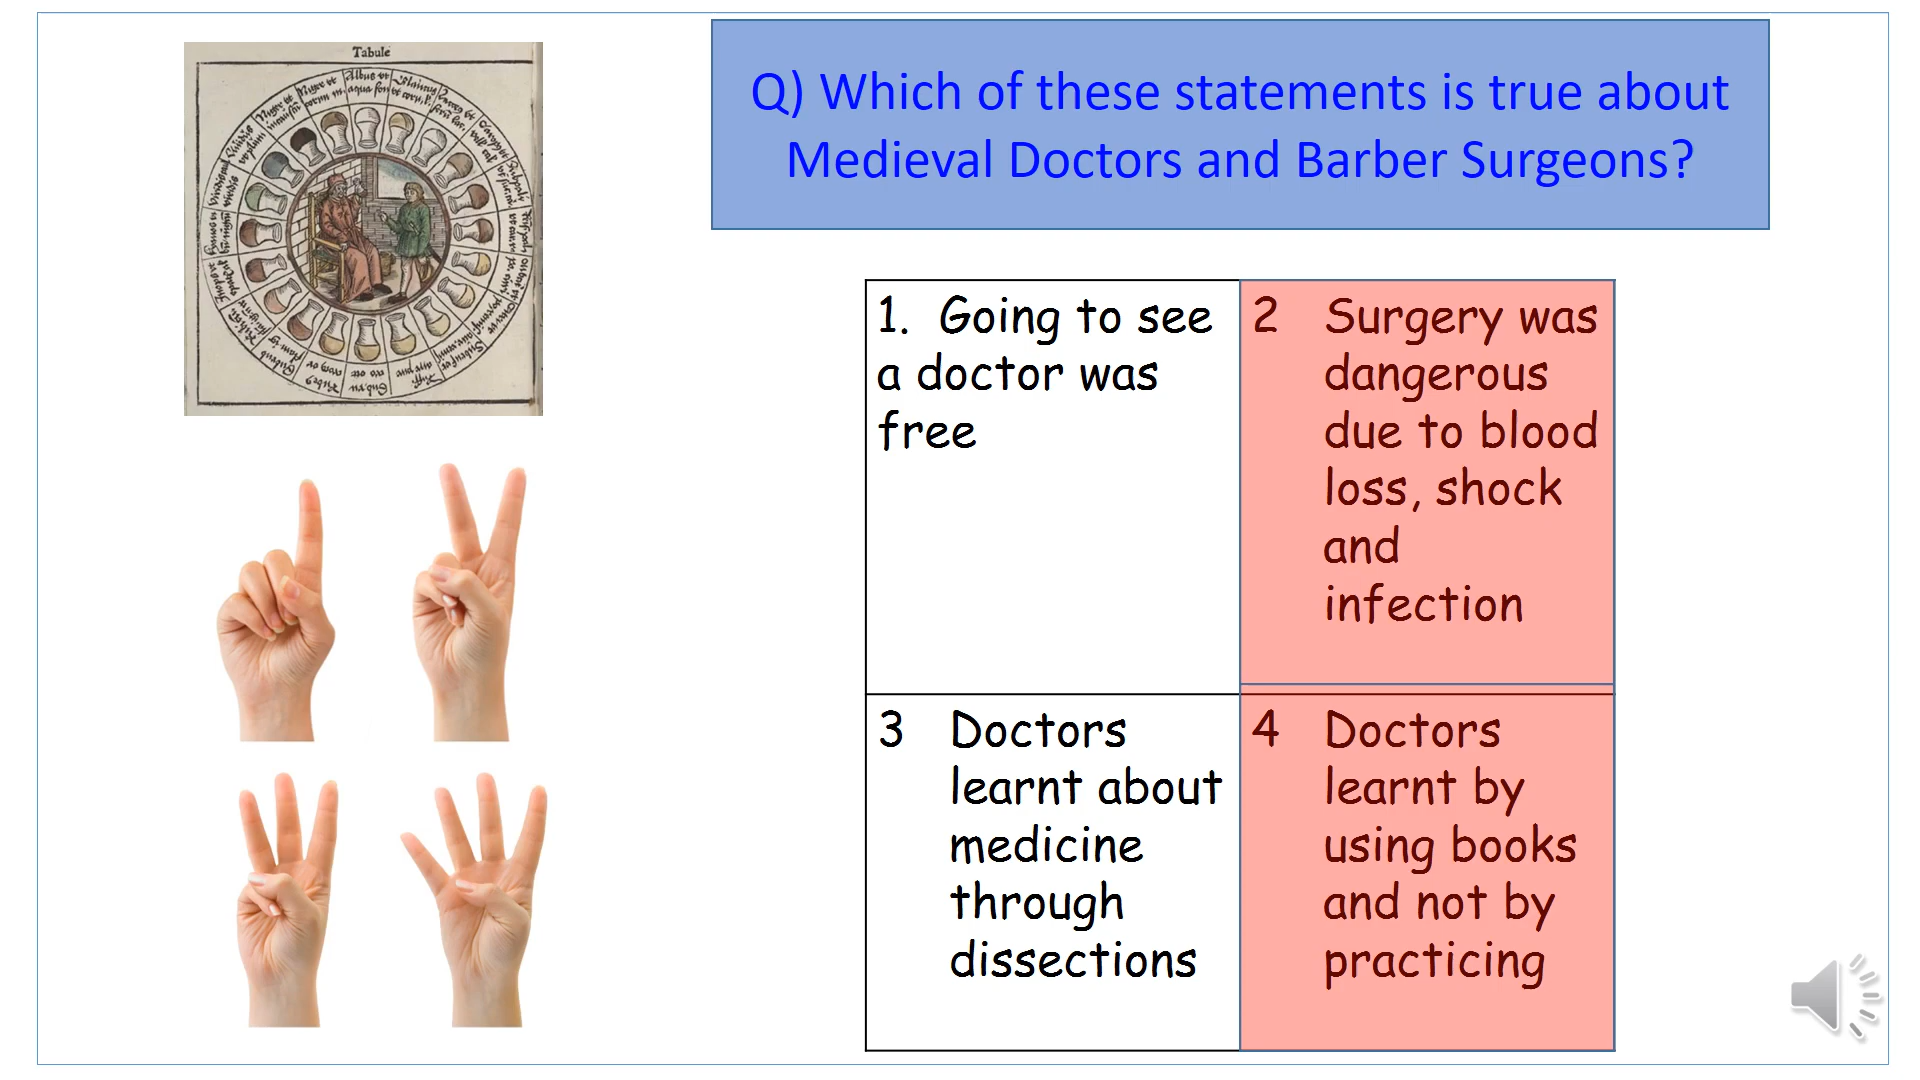 Tabule
Q) Which of these statements is true about
Medieval Doctors and Barber Surgeons?
1. Going to see
a doctor was
free
2 Surgery was
dangerous
due to blood
loss, shock
and
infection
3 Doctors
learnt about
medicine
through
dissections
4 Doctors
learnt by
using books
and not by
practicing